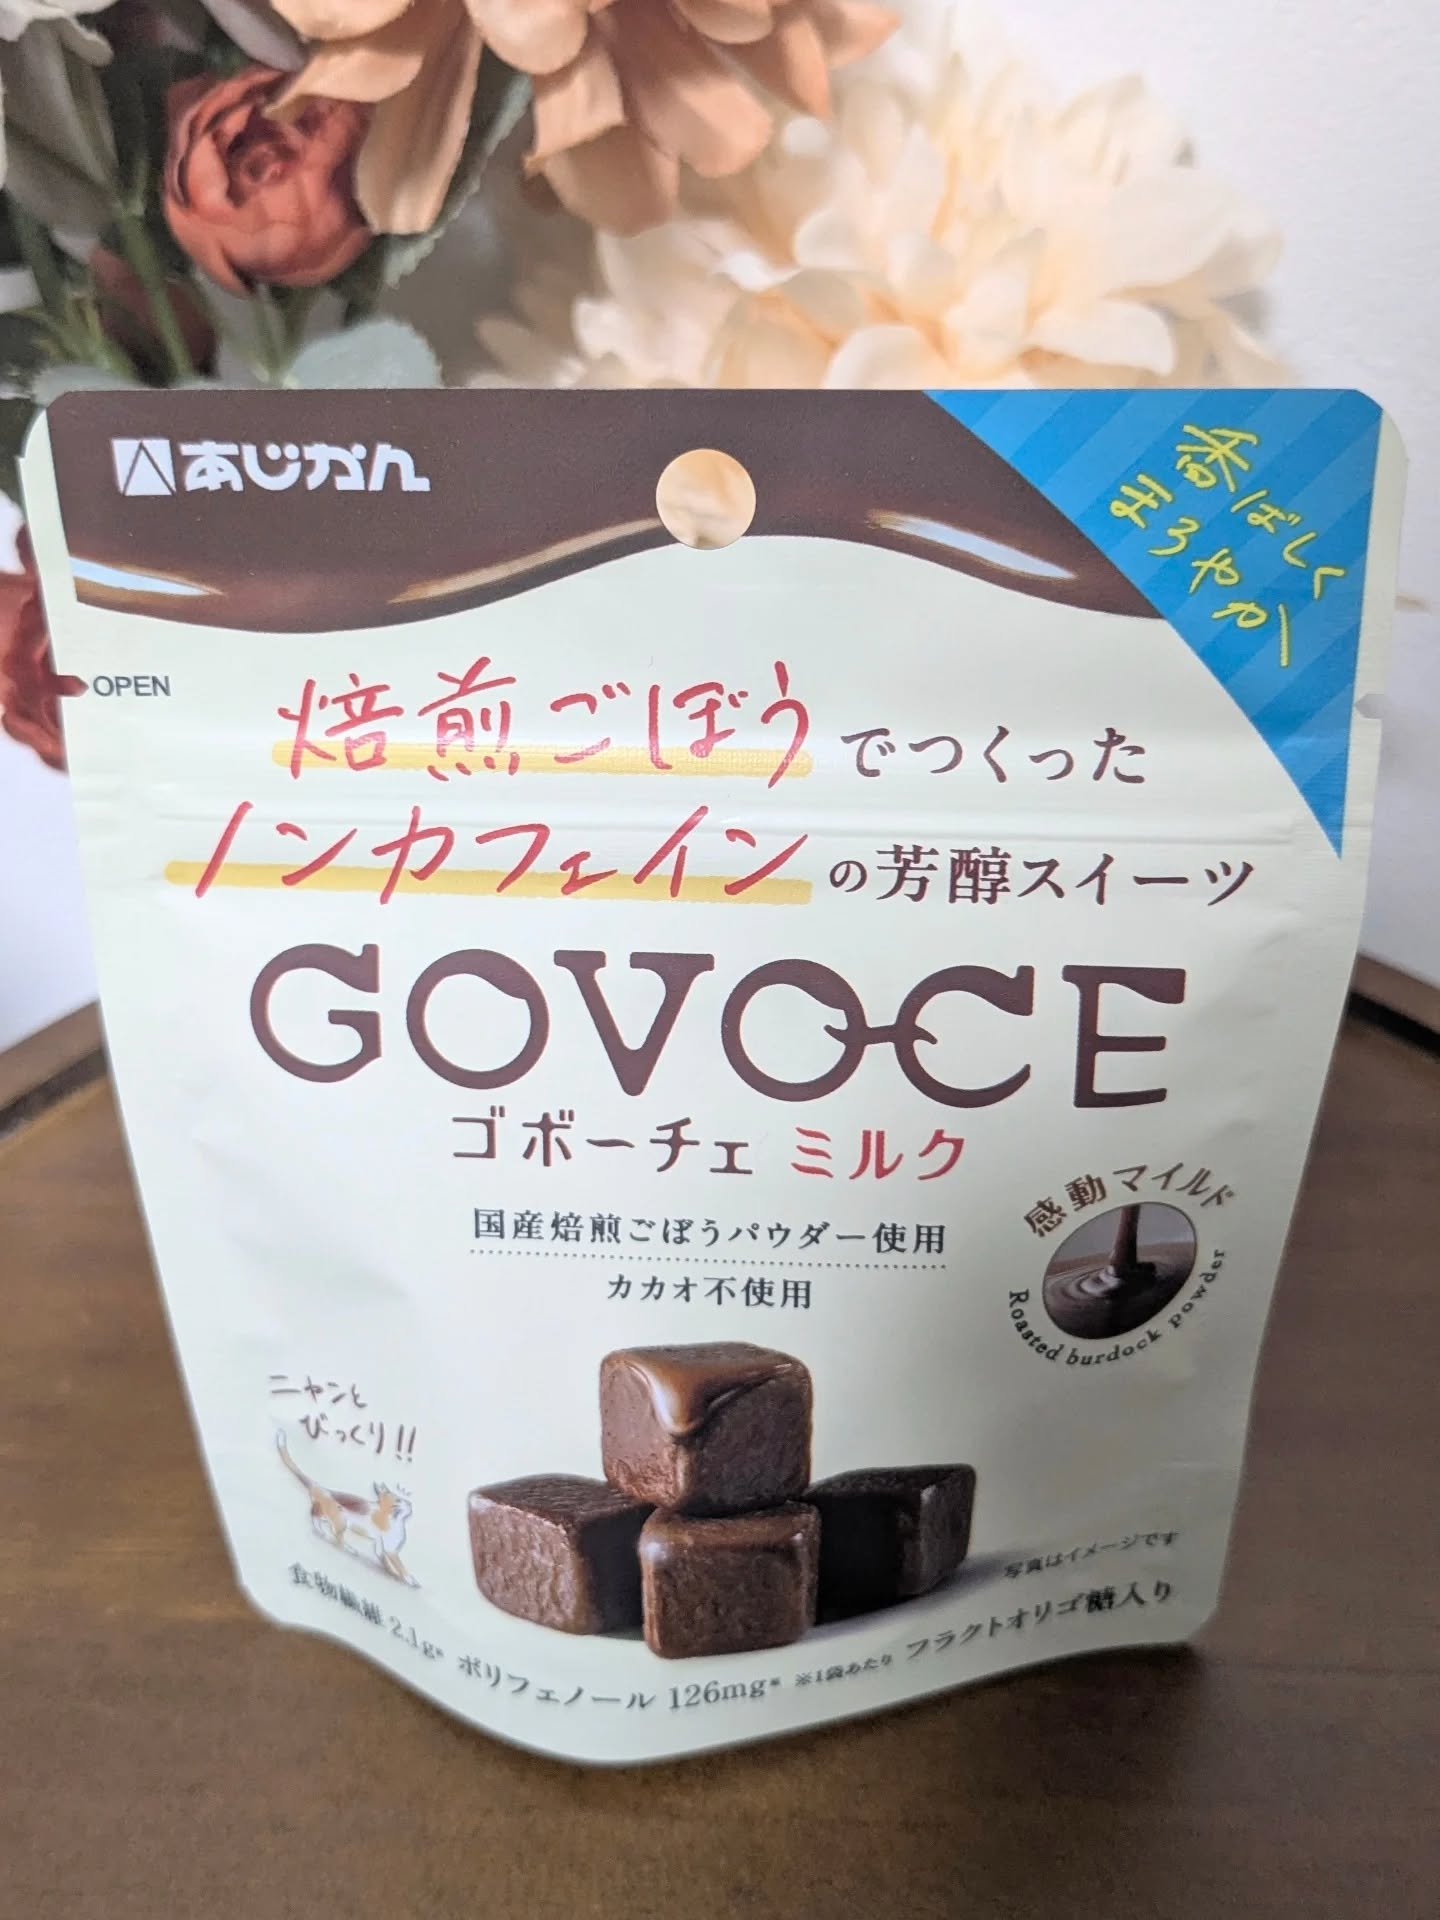 あじかん
香ばしく
まろやかー
OPEN
焙煎ごぼうでつくった
ノンカフェインの芳醇スイーツ
GOVOCE
ゴボーチェ ミルク
国産焙煎ごぼうパウダー使用
カカオ不使用
感動マイルド
Roasted burdock powder
ニャンと
びっくり!!
写真はイメージです
食物繊維 2.1g* ポリフェノール 126mg* ※1袋あたり フラクトオリゴ糖入り